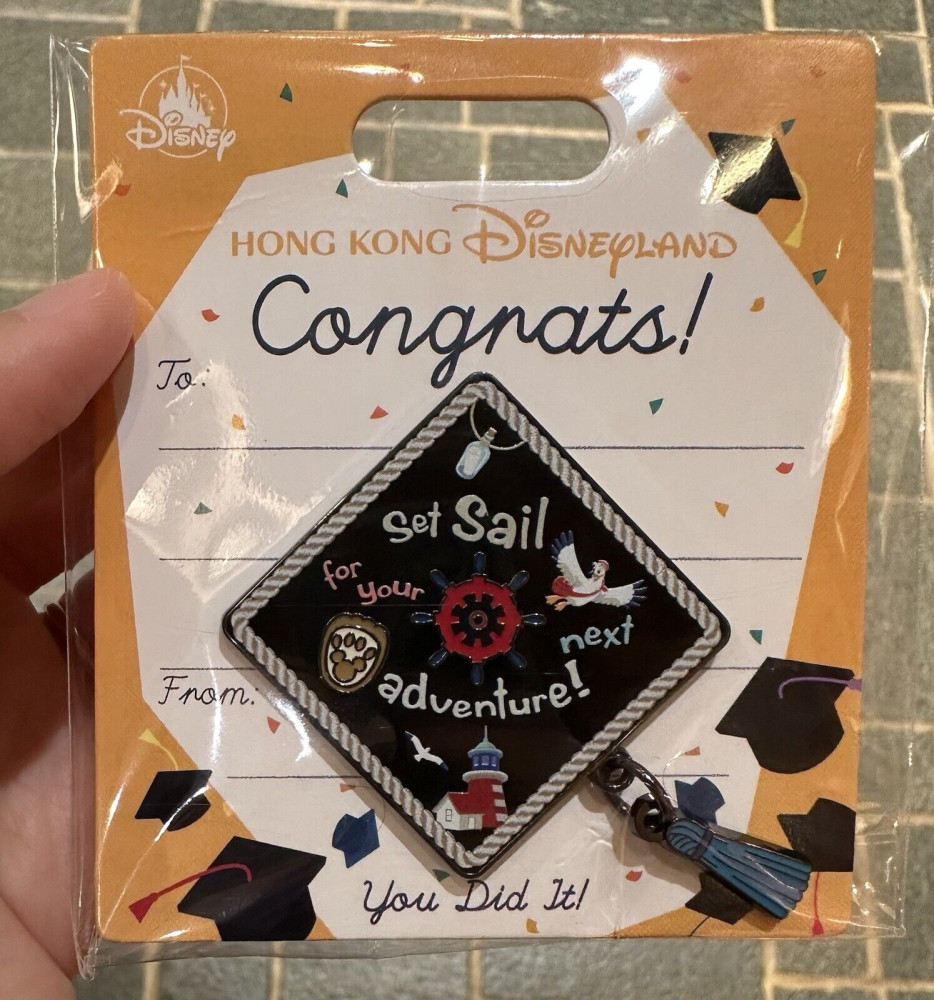 Disney
HONG KONG Disneyland
Congrats!
To:
set Sail
for
your
next
adventure!
From:
You Did It!